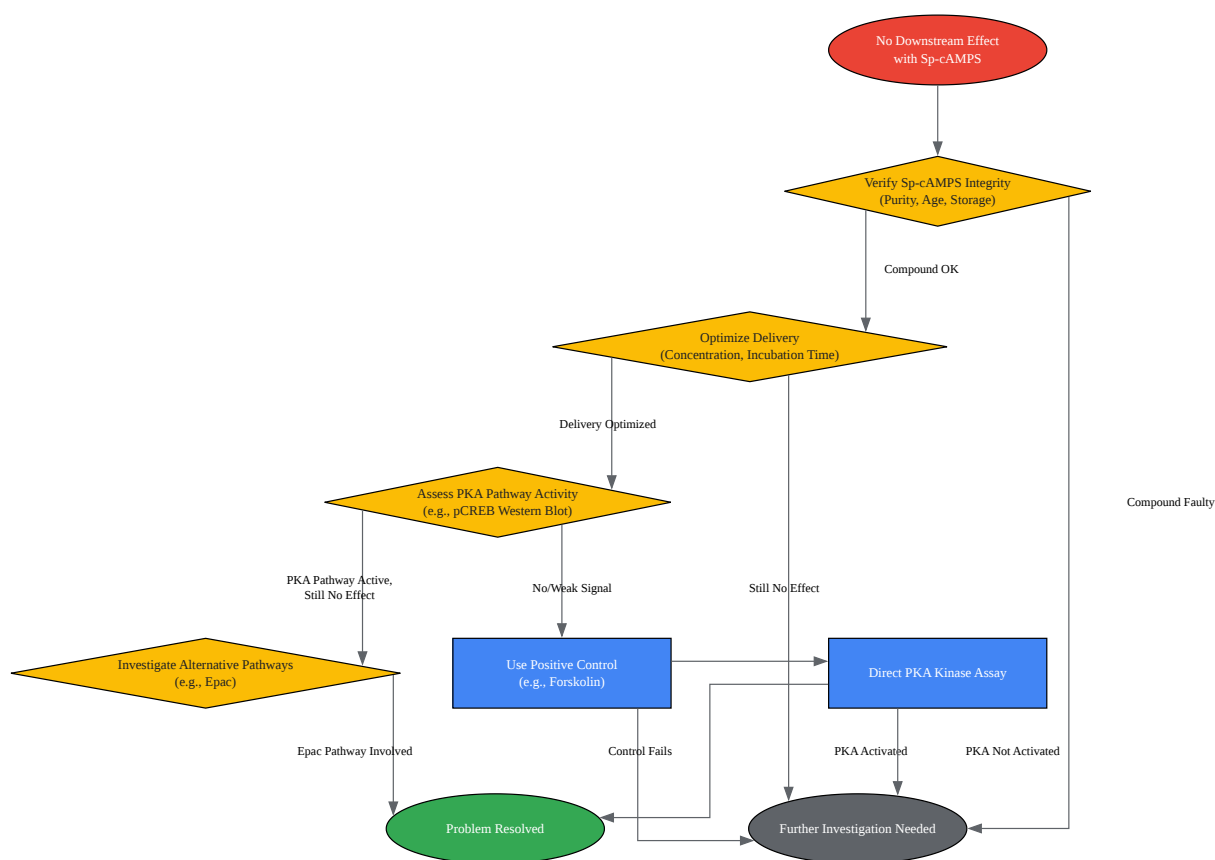 No Downstream Effect
with Sp-cAMPS
Verify Sp-cAMPS Integrity
(Purity, Age, Storage)
Compound OK
Optimize Delivery
(Concentration, Incubation Time)
Delivery Optimized
Assess PKA Pathway Activity
(e.g., pCREB Western Blot)
Compound Faulty
PKA Pathway Active,
Still No Effect
No/Weak Signal
Still No Effect
Investigate Alternative Pathways
(e.g., Epac)
Use Positive Control
(e.g., Forskolin)
Direct PKA Kinase Assay
Epac Pathway Involved
Control Fails
PKA Activated
PKA Not Activated
Problem Resolved
Further Investigation Needed